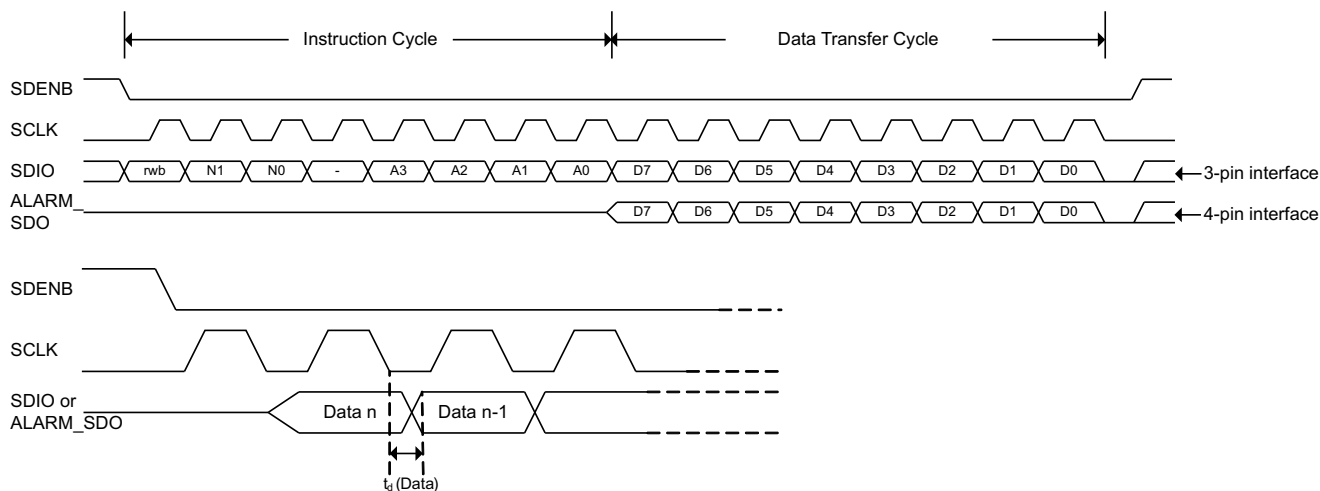 Instruction Cycle
Data Transfer Cycle
SDENB
SCLK
SDIO
rwb N1 N0 - A3 A2 A1 A0 D7 D6 D5 D4 D3 D2 D1 D0
3-pin interface
ALARM_
SDO
D7 D6 D5 D4 D3 D2 D1 D0
4-pin interface
SDENB
SCLK
SDIO or
ALARM_SDO
Data n
Data n-1
td (Data)